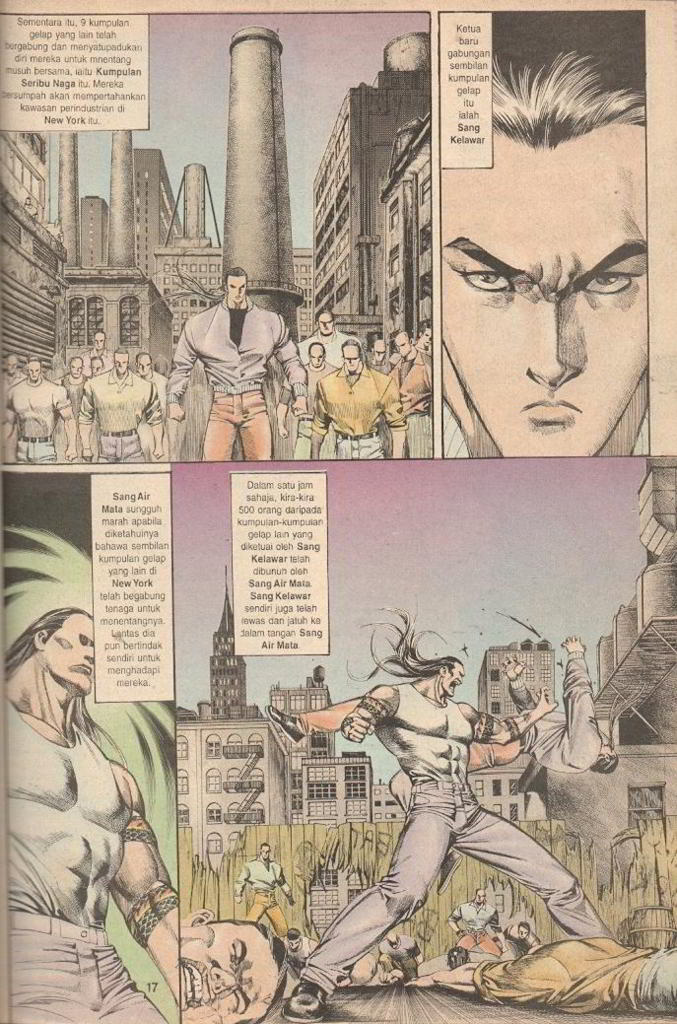 Sementara itu, 9 kumpulan
gelap yang lain telah
bergabung dan menyatupadukan
diri mereka untuk mnentang
musuh bersama, iaitu Kumpulan
Seribu Naga itu. Mereka
bersumpah akan mempertahankan
kawasan perindustrian di
New York itu.
Ketua
baru
gabungan
sembilan
kumpulan
gelap
itu
ialah
Sang
Kelawar
Sang Air
Mata sungguh
marah apabila
diketahuinya
bahawa sembilan
kumpulan gelap
yang lain di
New York
telah begabung
tenaga untuk
menentangnya.
Lantas dia
pun bertindak
sendiri untuk
menghadapi
mereka.
Dalam satu jam
sahaja, kira-kira
500 orang daripada
kumpulan-kumpulan
gelap lain yang
diketuai oleh Sang
Kelawar telah
dibunuh oleh
Sang Air Mata.
Sang Kelawar
sendiri juga telah
tewas dan jatuh ke
dalam tangan Sang
Air Mata.
17